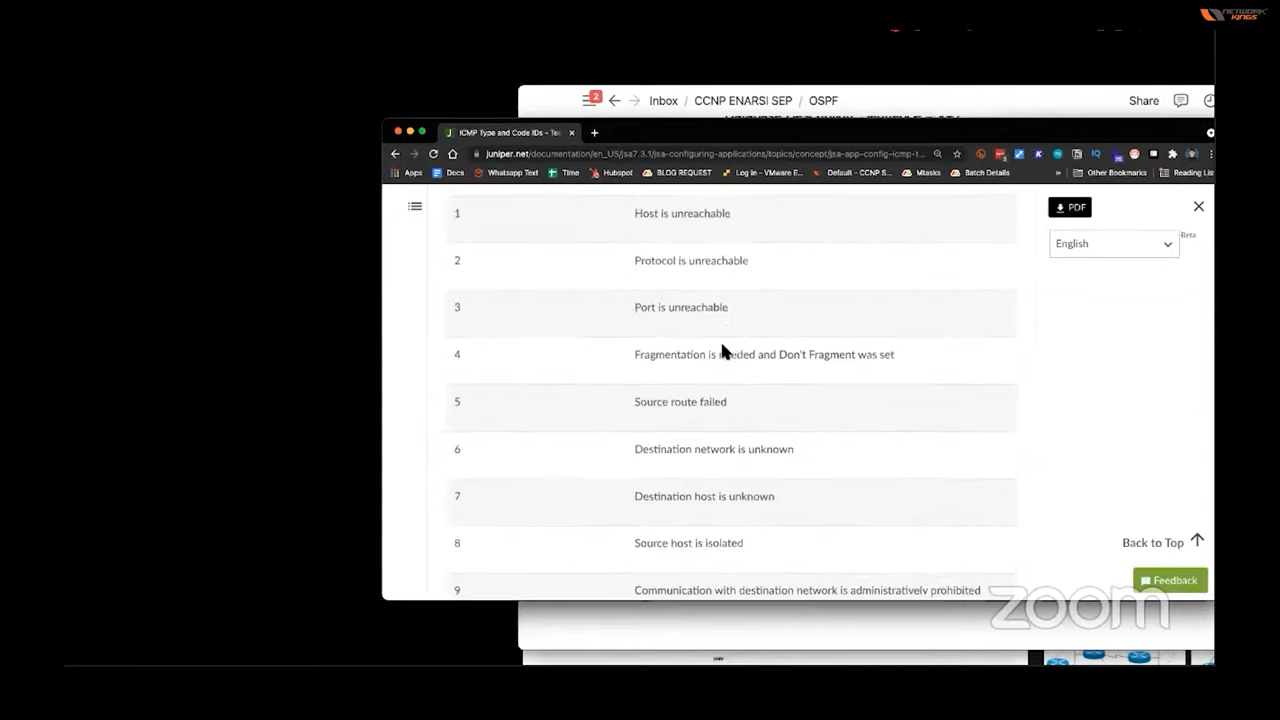 NETWORK KINGS
2
Inbox / CCNP ENARSI SEP / OSPF
Share
ICMP Type and Code IDs - Tec
juniper.net/documentation/en_US/jsa7.3.1/jsa-configuring-applications/topics/concept/jsa-app-config-icmp-t...
Apps Docs Whatsapp Text TIme Hubspot BLOG REQUEST Log In - VMware E... Default - CCNP S... Mtasks Batch Details » Other Bookmarks Reading List
PDF
English
Beta
1 Host is unreachable
2 Protocol is unreachable
3 Port is unreachable
4 Fragmentation is needed and Don't Fragment was set
5 Source route failed
6 Destination network is unknown
7 Destination host is unknown
8 Source host is isolated
9 Communication with destination network is administratively prohibited
Back to Top
Feedback
zoom